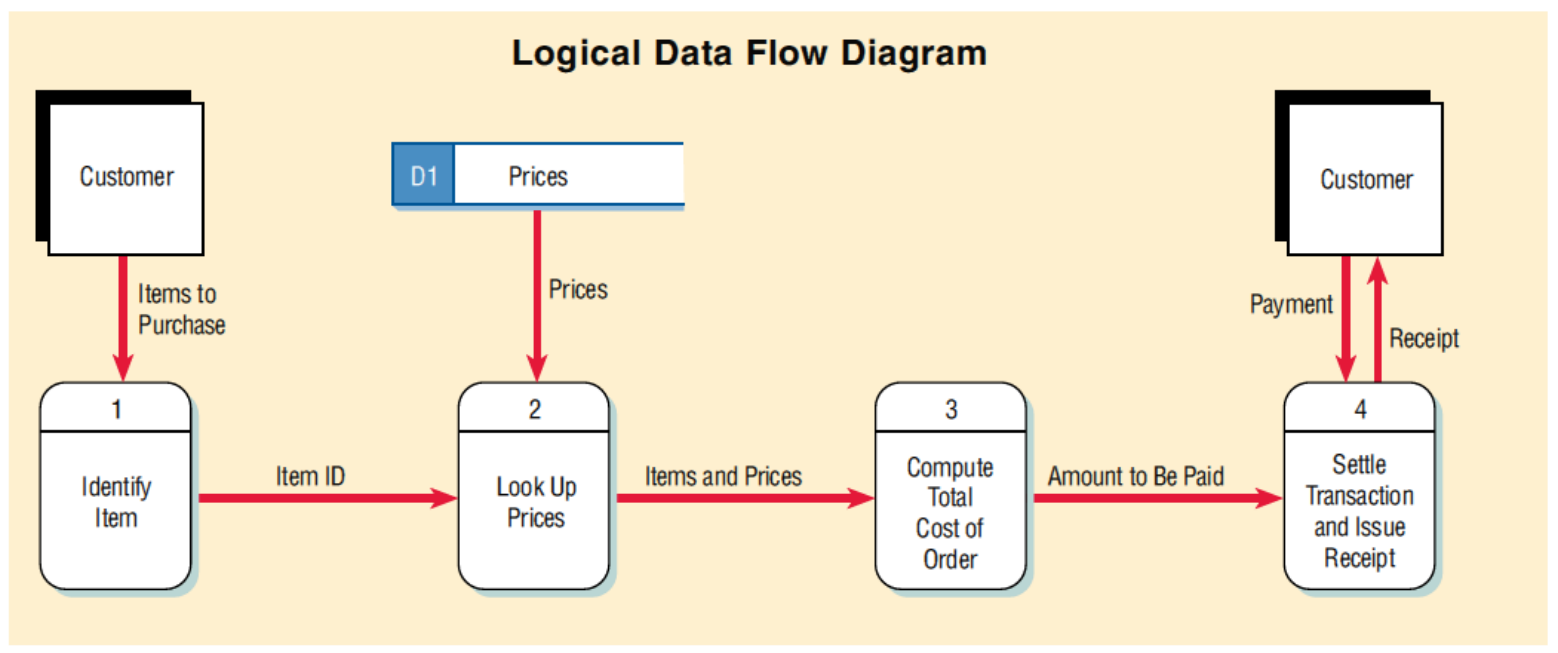 Logical Data Flow Diagram
Customer
D1 Prices
Customer
Items to
Purchase
Prices
Payment
Receipt
1
Identify
Item
Item ID
2
Look Up
Prices
Items and Prices
3
Compute
Total
Cost of
Order
Amount to Be Paid
4
Settle
Transaction
and Issue
Receipt